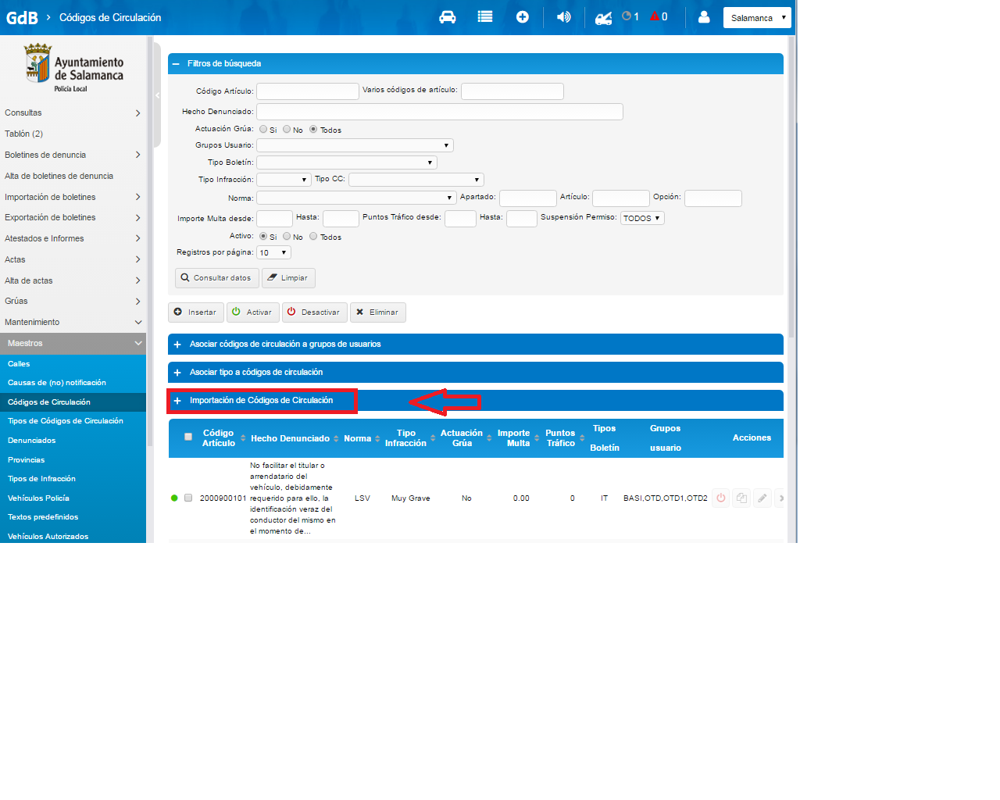 GdB › Códigos de Circulación 1 0 Salamanca
Ayuntamiento
de Salamanca
Policía Local
Consultas
Tablón (2)
Boletines de denuncia
Alta de boletines de denuncia
Importación de boletines
Exportación de boletines
Atestados e Informes
Actas
Alta de actas
Grúas
Mantenimiento
Maestros
Calles
Causas de (no) notificación
Códigos de Circulación
Tipos de Códigos de Circulación
Denunciados
Provincias
Tipos de Infracción
Vehículos Policía
Textos predefinidos
Vehículos Autorizados
Filtros de búsqueda
Código Artículo: Varios códigos de artículo:
Hecho Denunciado:
Actuación Grúa: Si No Todos
Grupos Usuario:
Tipo Boletín:
Tipo Infracción: Tipo CC:
Norma: Apartado: Artículo: Opción:
Importe Multa desde: Hasta: Puntos Tráfico desde: Hasta: Suspensión Permiso: TODOS
Activo: Si No Todos
Registros por página: 10
Consultar datos Limpiar
Insertar Activar Desactivar Eliminar
+ Asociar códigos de circulación a grupos de usuarios
+ Asociar tipo a códigos de circulación
+ Importación de Códigos de Circulación
Código Artículo Hecho Denunciado Norma Tipo Infracción Actuación Grúa Importe Multa Puntos Tráfico Tipos Boletín Grupos usuario Acciones
No facilitar el titular o
arrendatario del
vehículo, debidamente
2000900101 requerido para ello, la LSV Muy Grave No 0.00 0 IT BASI,OTD,OTD1,OTD2
identificación veraz del
conductor del mismo en
el momento de...